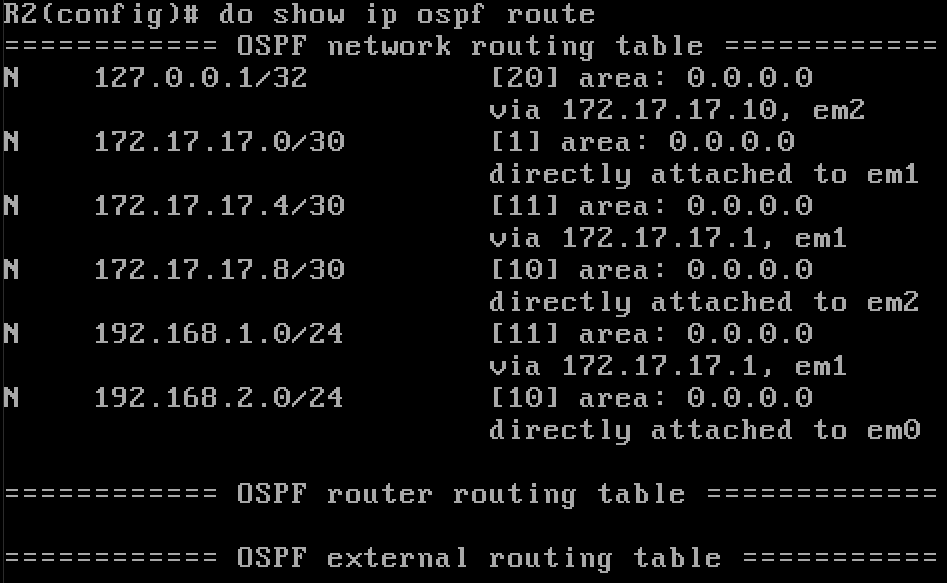 R2(config)# do show ip ospf route
============ OSPF network routing table ============
N    127.0.0.1/32          [20] area: 0.0.0.0
                           via 172.17.17.10, em2
N    172.17.17.0/30        [1] area: 0.0.0.0
                           directly attached to em1
N    172.17.17.4/30        [11] area: 0.0.0.0
                           via 172.17.17.1, em1
N    172.17.17.8/30        [10] area: 0.0.0.0
                           directly attached to em2
N    192.168.1.0/24        [11] area: 0.0.0.0
                           via 172.17.17.1, em1
N    192.168.2.0/24        [10] area: 0.0.0.0
                           directly attached to em0
============ OSPF router routing table =============
============ OSPF external routing table ===========